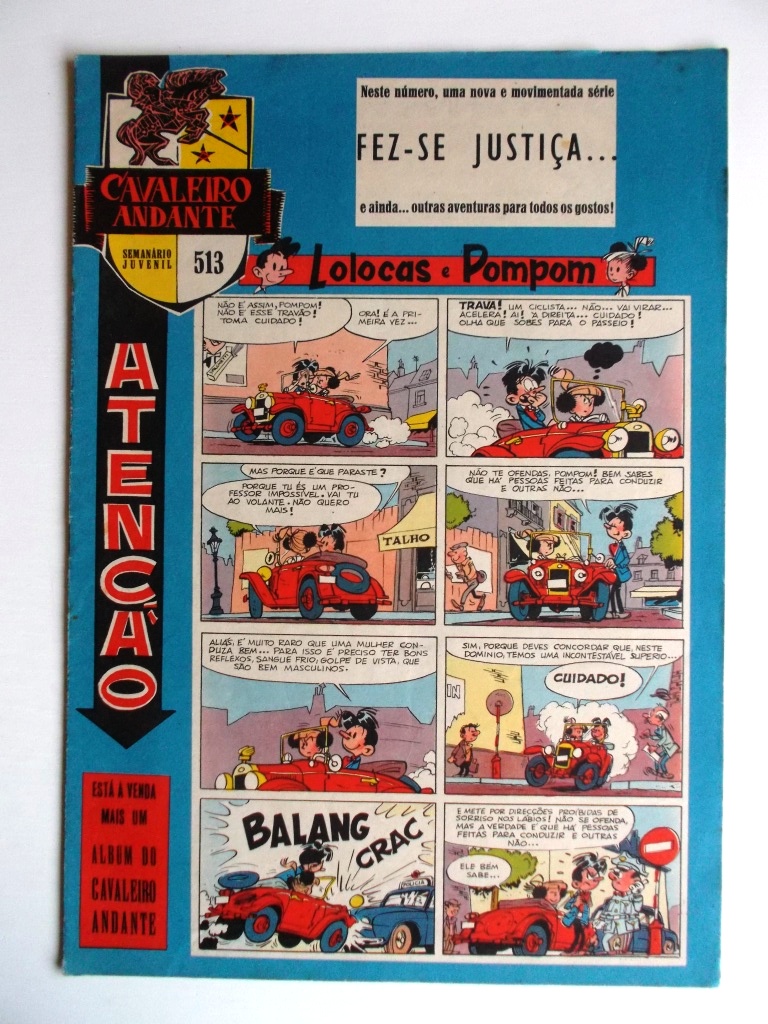 Neste número, uma nova e movimentada série
FEZ-SE JUSTIÇA...
e ainda... outras aventuras para todos os gostos!
CAVALEIRO
ANDANTE
SEMANÁRIO
JUVENIL
513
Lolocas e Pompom
ATENÇÃO
ESTÁ A VENDA
MAIS UM
ALBUM DO
CAVALEIRO
ANDANTE
NÃO É ASSIM, POMPOM!
NÃO É ESSE TRAVÃO!
TOMA CUIDADO!
ORA! É A PRI-
MEIRA VEZ...
TRAVA! UM CICLISTA... NÃO... VAI VIRAR...
ACELERA! AI! 'A DIREITA... CUIDADO!
OLHA QUE SOBES PARA O PASSEIO!
MAS PORQUE É QUE PARASTE?
PORQUE TU ÉS UM PRO-
FESSOR IMPOSSÍVEL. VAI TU
AO VOLANTE. NÃO QUERO
MAIS!
TALHO
NÃO TE OFENDAS, POMPOM! BEM SABES
QUE HÁ PESSOAS FEITAS PARA CONDUZIR
E OUTRAS NÃO...
ALIÁS, É MUITO RARO QUE UMA MULHER CON-
DUZA BEM... PARA ISSO É PRECISO TER BONS
REFLEXOS, SANGUE FRIO, GOLPE DE VISTA, QUE
SÃO BEM MASCULINOS.
SIM, PORQUE DEVES CONCORDAR QUE, NESTE
DOMINIO, TEMOS UMA INCONTESTÁVEL SUPERIO...
CUIDADO!
IN
BALANG
CRAC
POLICIA
E METE POR DIRECÇÕES PROIBIDAS DE
SORRISO NOS LÁBIOS! NÃO SE OFENDA,
MAS A VERDADE É QUE HÁ PESSOAS
FEITAS PARA CONDUZIR E OUTRAS
NÃO...
ELE BEM
SABE...